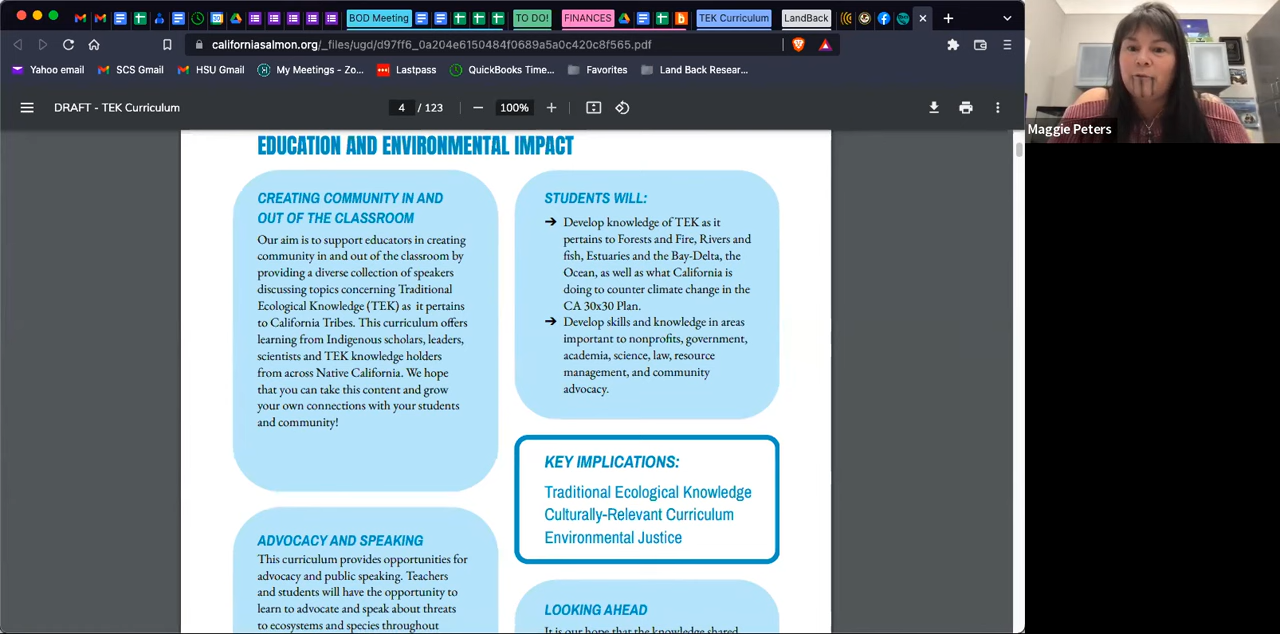 BOD Meeting
TO DO!
FINANCES
TEK Curriculum
LandBack
californiasalmon.org/_files/ugd/d97ff6_0a204e6150484f0689a5a0c420c8f565.pdf
Yahoo email
SCS Gmail
HSU Gmail
My Meetings - Zo...
Lastpass
QuickBooks Time...
Favorites
Land Back Resear...
DRAFT - TEK Curriculum
4 / 123
100%
Maggie Peters
EDUCATION AND ENVIRONMENTAL IMPACT
CREATING COMMUNITY IN AND
OUT OF THE CLASSROOM
Our aim is to support educators in creating
community in and out of the classroom by
providing a diverse collection of speakers
discussing topics concerning Traditional
Ecological Knowledge (TEK) as it pertains
to California Tribes. This curriculum offers
learning from Indigenous scholars, leaders,
scientists and TEK knowledge holders
from across Native California. We hope
that you can take this content and grow
your own connections with your students
and community!
ADVOCACY AND SPEAKING
This curriculum provides opportunities for
advocacy and public speaking. Teachers
and students will have the opportunity to
learn to advocate and speak about threats
to ecosystems and species throughout
STUDENTS WILL:
➔ Develop knowledge of TEK as it
pertains to Forests and Fire, Rivers and
fish, Estuaries and the Bay-Delta, the
Ocean, as well as what California is
doing to counter climate change in the
CA 30x30 Plan.
➔ Develop skills and knowledge in areas
important to nonprofits, government,
academia, science, law, resource
management, and community
advocacy.
KEY IMPLICATIONS:
Traditional Ecological Knowledge
Culturally-Relevant Curriculum
Environmental Justice
LOOKING AHEAD
It is our hope that the knowledge shared